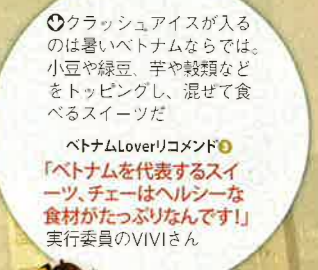 クラッシュアイスが入る
のは暑いベトナムならでは。
小豆や緑豆、芋や穀類など
をトッピングし、混ぜて食
べるスイーツだ
ベトナムLoverリコメンド❸
「ベトナムを代表するスイ
ーツ、チェーはヘルシーな
食材がたっぷりなんです!」
実行委員のVIVIさん